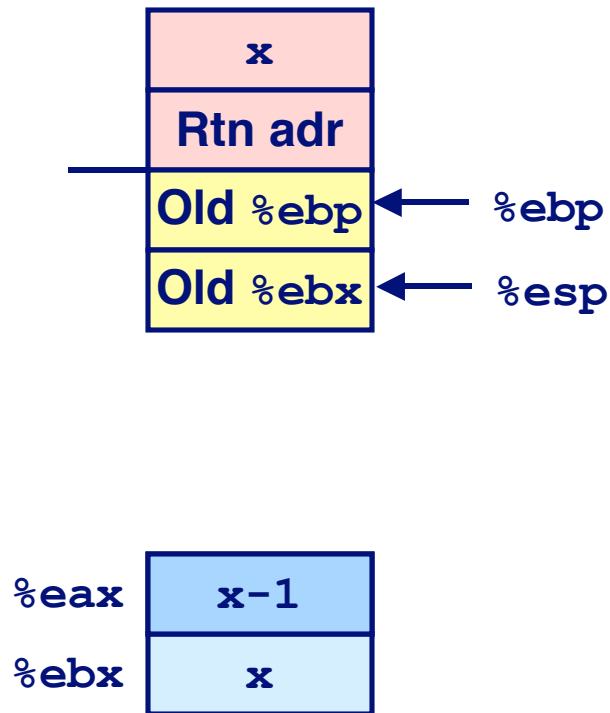 x
Rtn adr
Old %ebp %ebp
Old %ebx %esp
%eax x-1
%ebx x